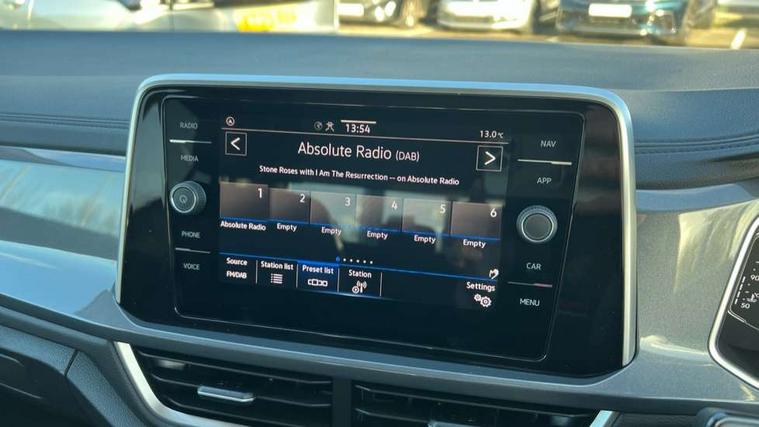 RADIO
MEDIA
PHONE
VOICE
13:54
13.0°C
Absolute Radio (DAB)
Stone Roses with I Am The Resurrection -- on Absolute Radio
1 2 3 4 5 6
Absolute Radio Empty Empty Empty Empty Empty
Source
FM/DAB
Station list
Preset list
Station
Settings
NAV
APP
CAR
MENU
90
50